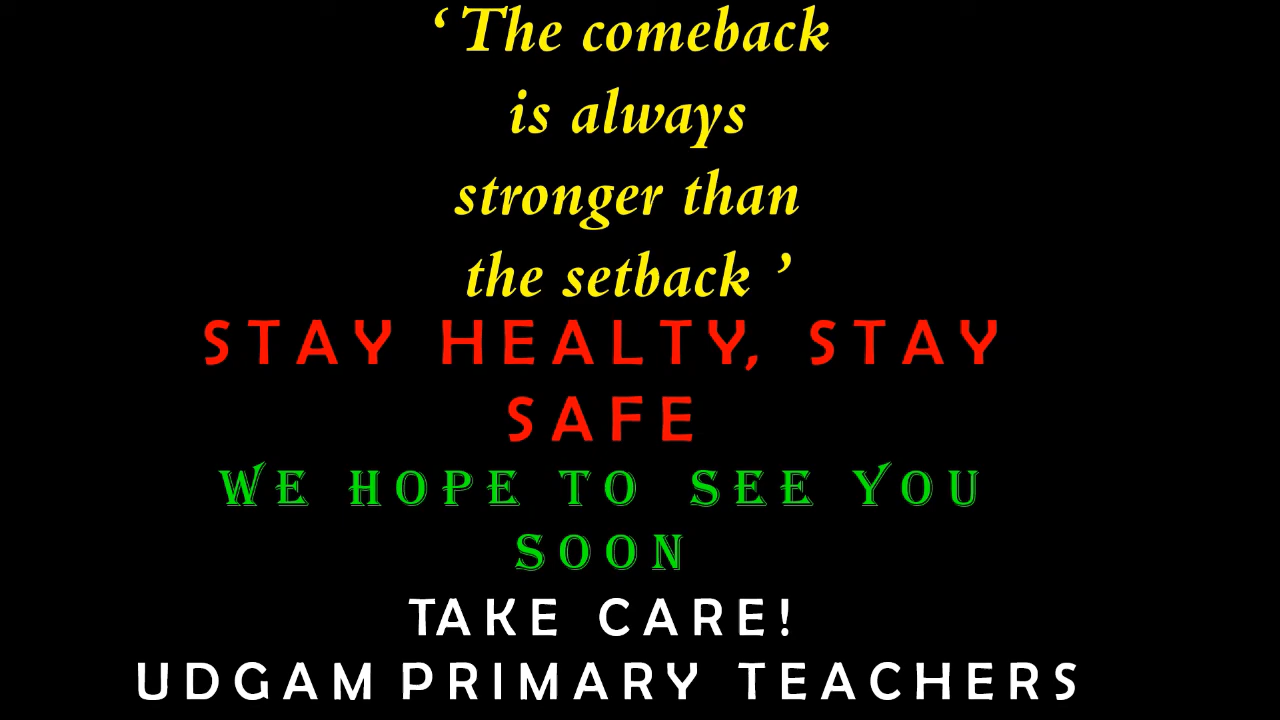 ‘ The comeback
is always
stronger than
the setback ’
STAY HEALTY, STAY
SAFE
WE HOPE TO SEE YOU
SOON
TAKE CARE!
UDGAM PRIMARY TEACHERS